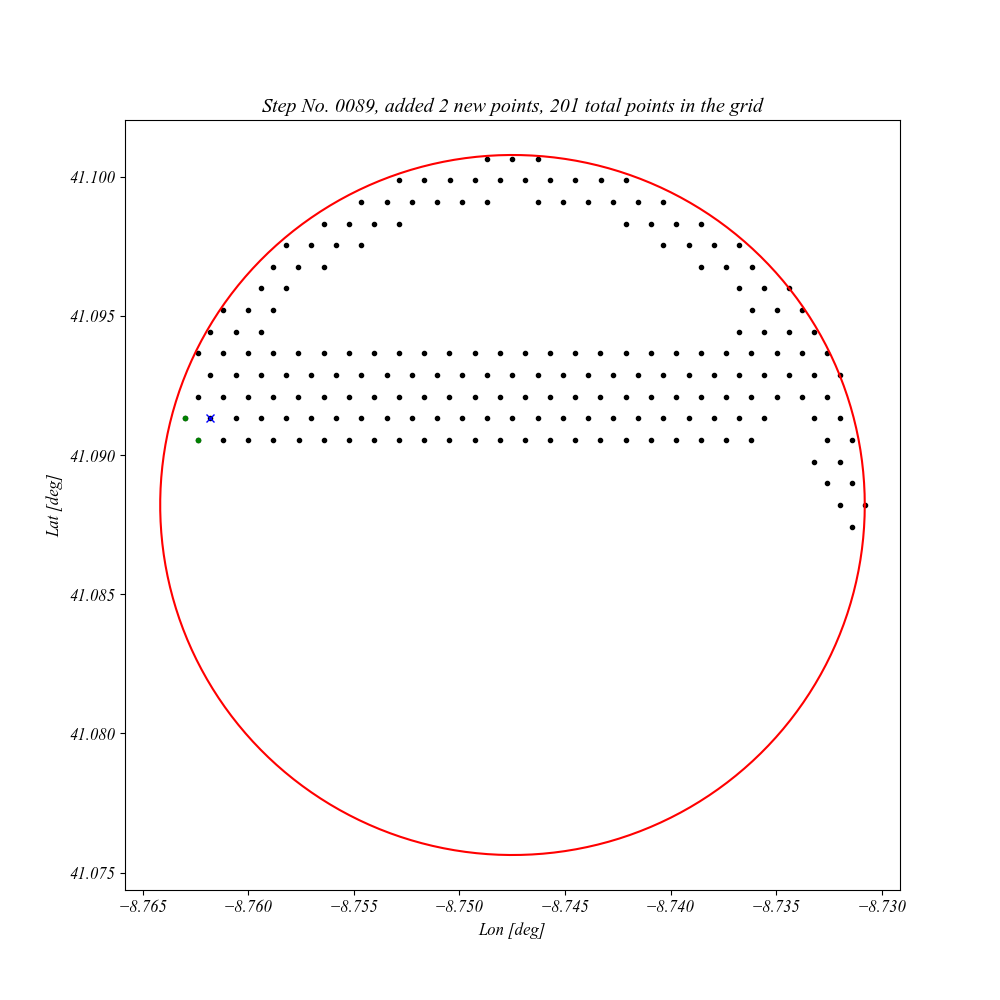 Step No. 0089, added 2 new points, 201 total points in the grid
41.100
41.095
41.090
41.085
41.080
41.075
Lat [deg]
−8.765 −8.760 −8.755 −8.750 −8.745 −8.740 −8.735 −8.730
Lon [deg]